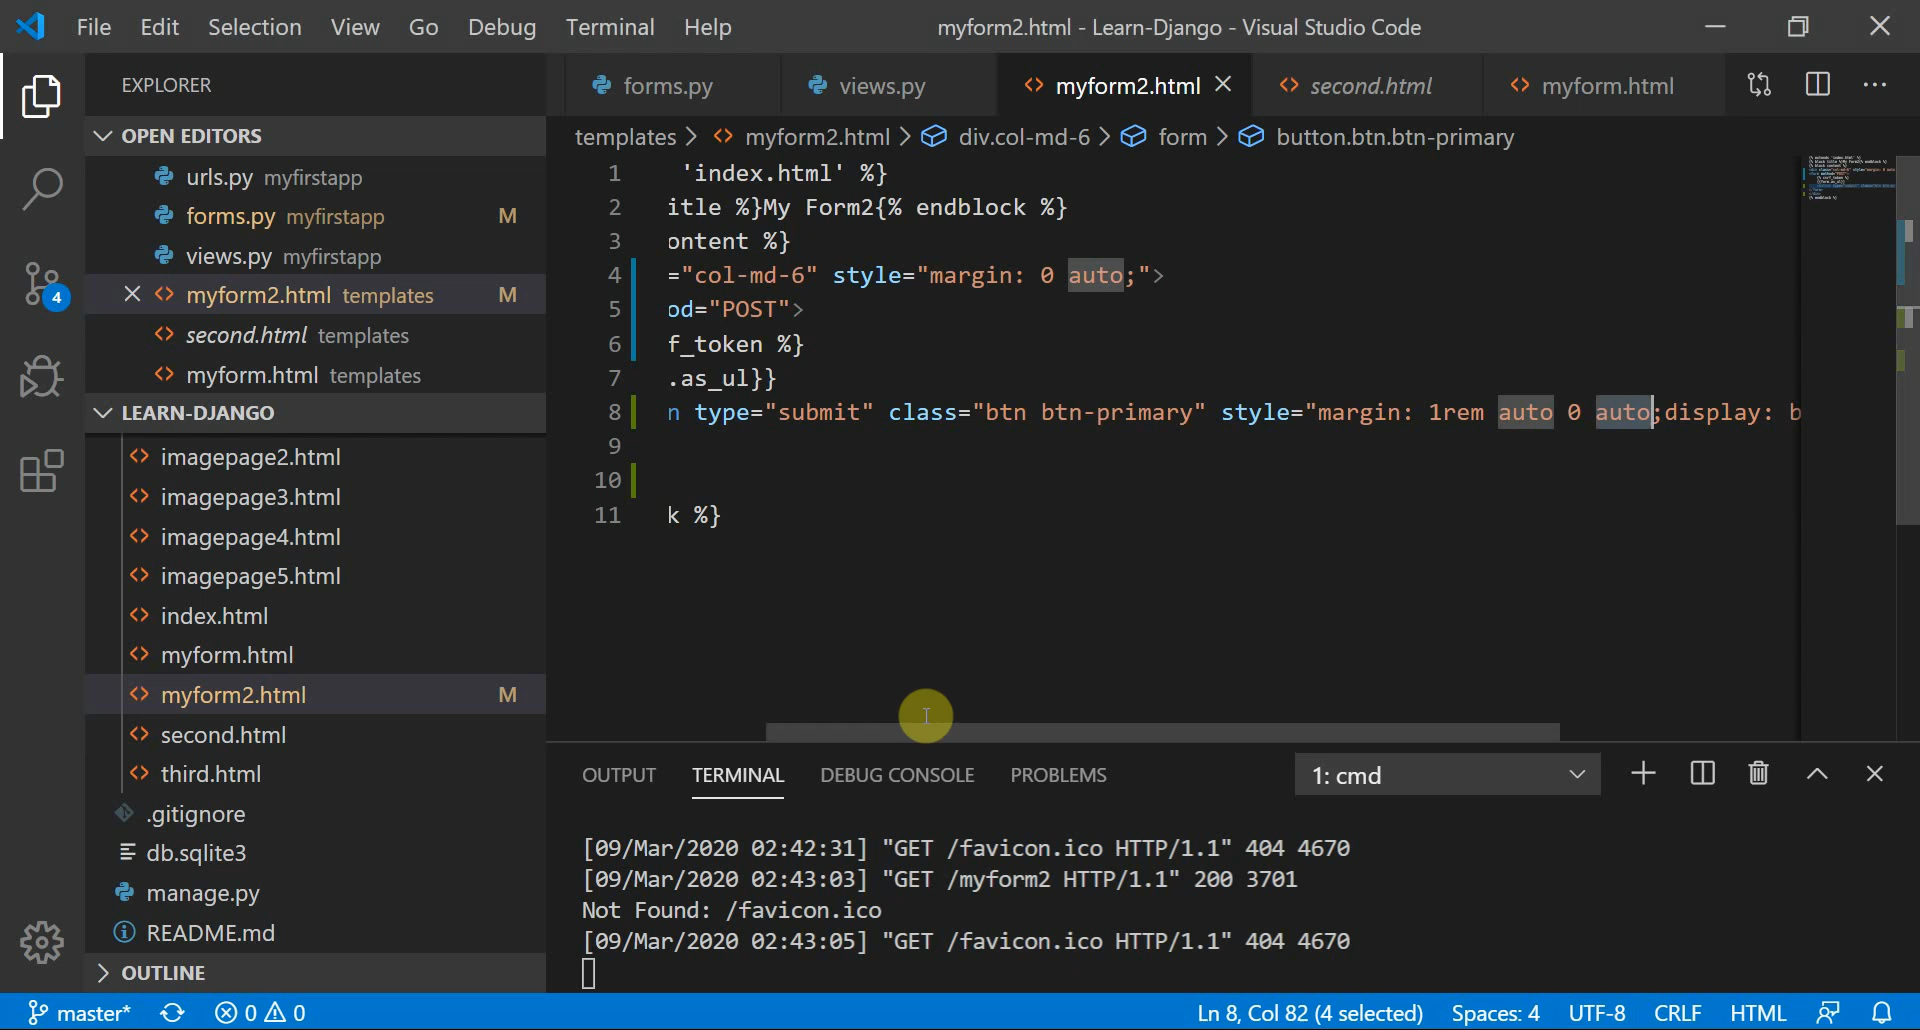 File Edit Selection View Go Debug Terminal Help
myform2.html - Learn-Django - Visual Studio Code
EXPLORER
OPEN EDITORS
urls.py myfirstapp
forms.py myfirstapp M
views.py myfirstapp
myform2.html templates M
second.html templates
myform.html templates
LEARN-DJANGO
imagepage2.html
imagepage3.html
imagepage4.html
imagepage5.html
index.html
myform.html
myform2.html M
second.html
third.html
.gitignore
db.sqlite3
manage.py
README.md
OUTLINE
4
forms.py views.py myform2.html second.html myform.html
templates > myform2.html > div.col-md-6 > form > button.btn.btn-primary
1 'index.html' %}
2 itle %}My Form2{% endblock %}
3 ontent %}
4 ="col-md-6" style="margin: 0 auto;">
5 od="POST">
6 f_token %}
7 .as_ul}}
8 n type="submit" class="btn btn-primary" style="margin: 1rem auto 0 auto;display: b
9
10
11 k %}
OUTPUT TERMINAL DEBUG CONSOLE PROBLEMS 1: cmd
[09/Mar/2020 02:42:31] "GET /favicon.ico HTTP/1.1" 404 4670
[09/Mar/2020 02:43:03] "GET /myform2 HTTP/1.1" 200 3701
Not Found: /favicon.ico
[09/Mar/2020 02:43:05] "GET /favicon.ico HTTP/1.1" 404 4670
master* 0 0 Ln 8, Col 82 (4 selected) Spaces: 4 UTF-8 CRLF HTML